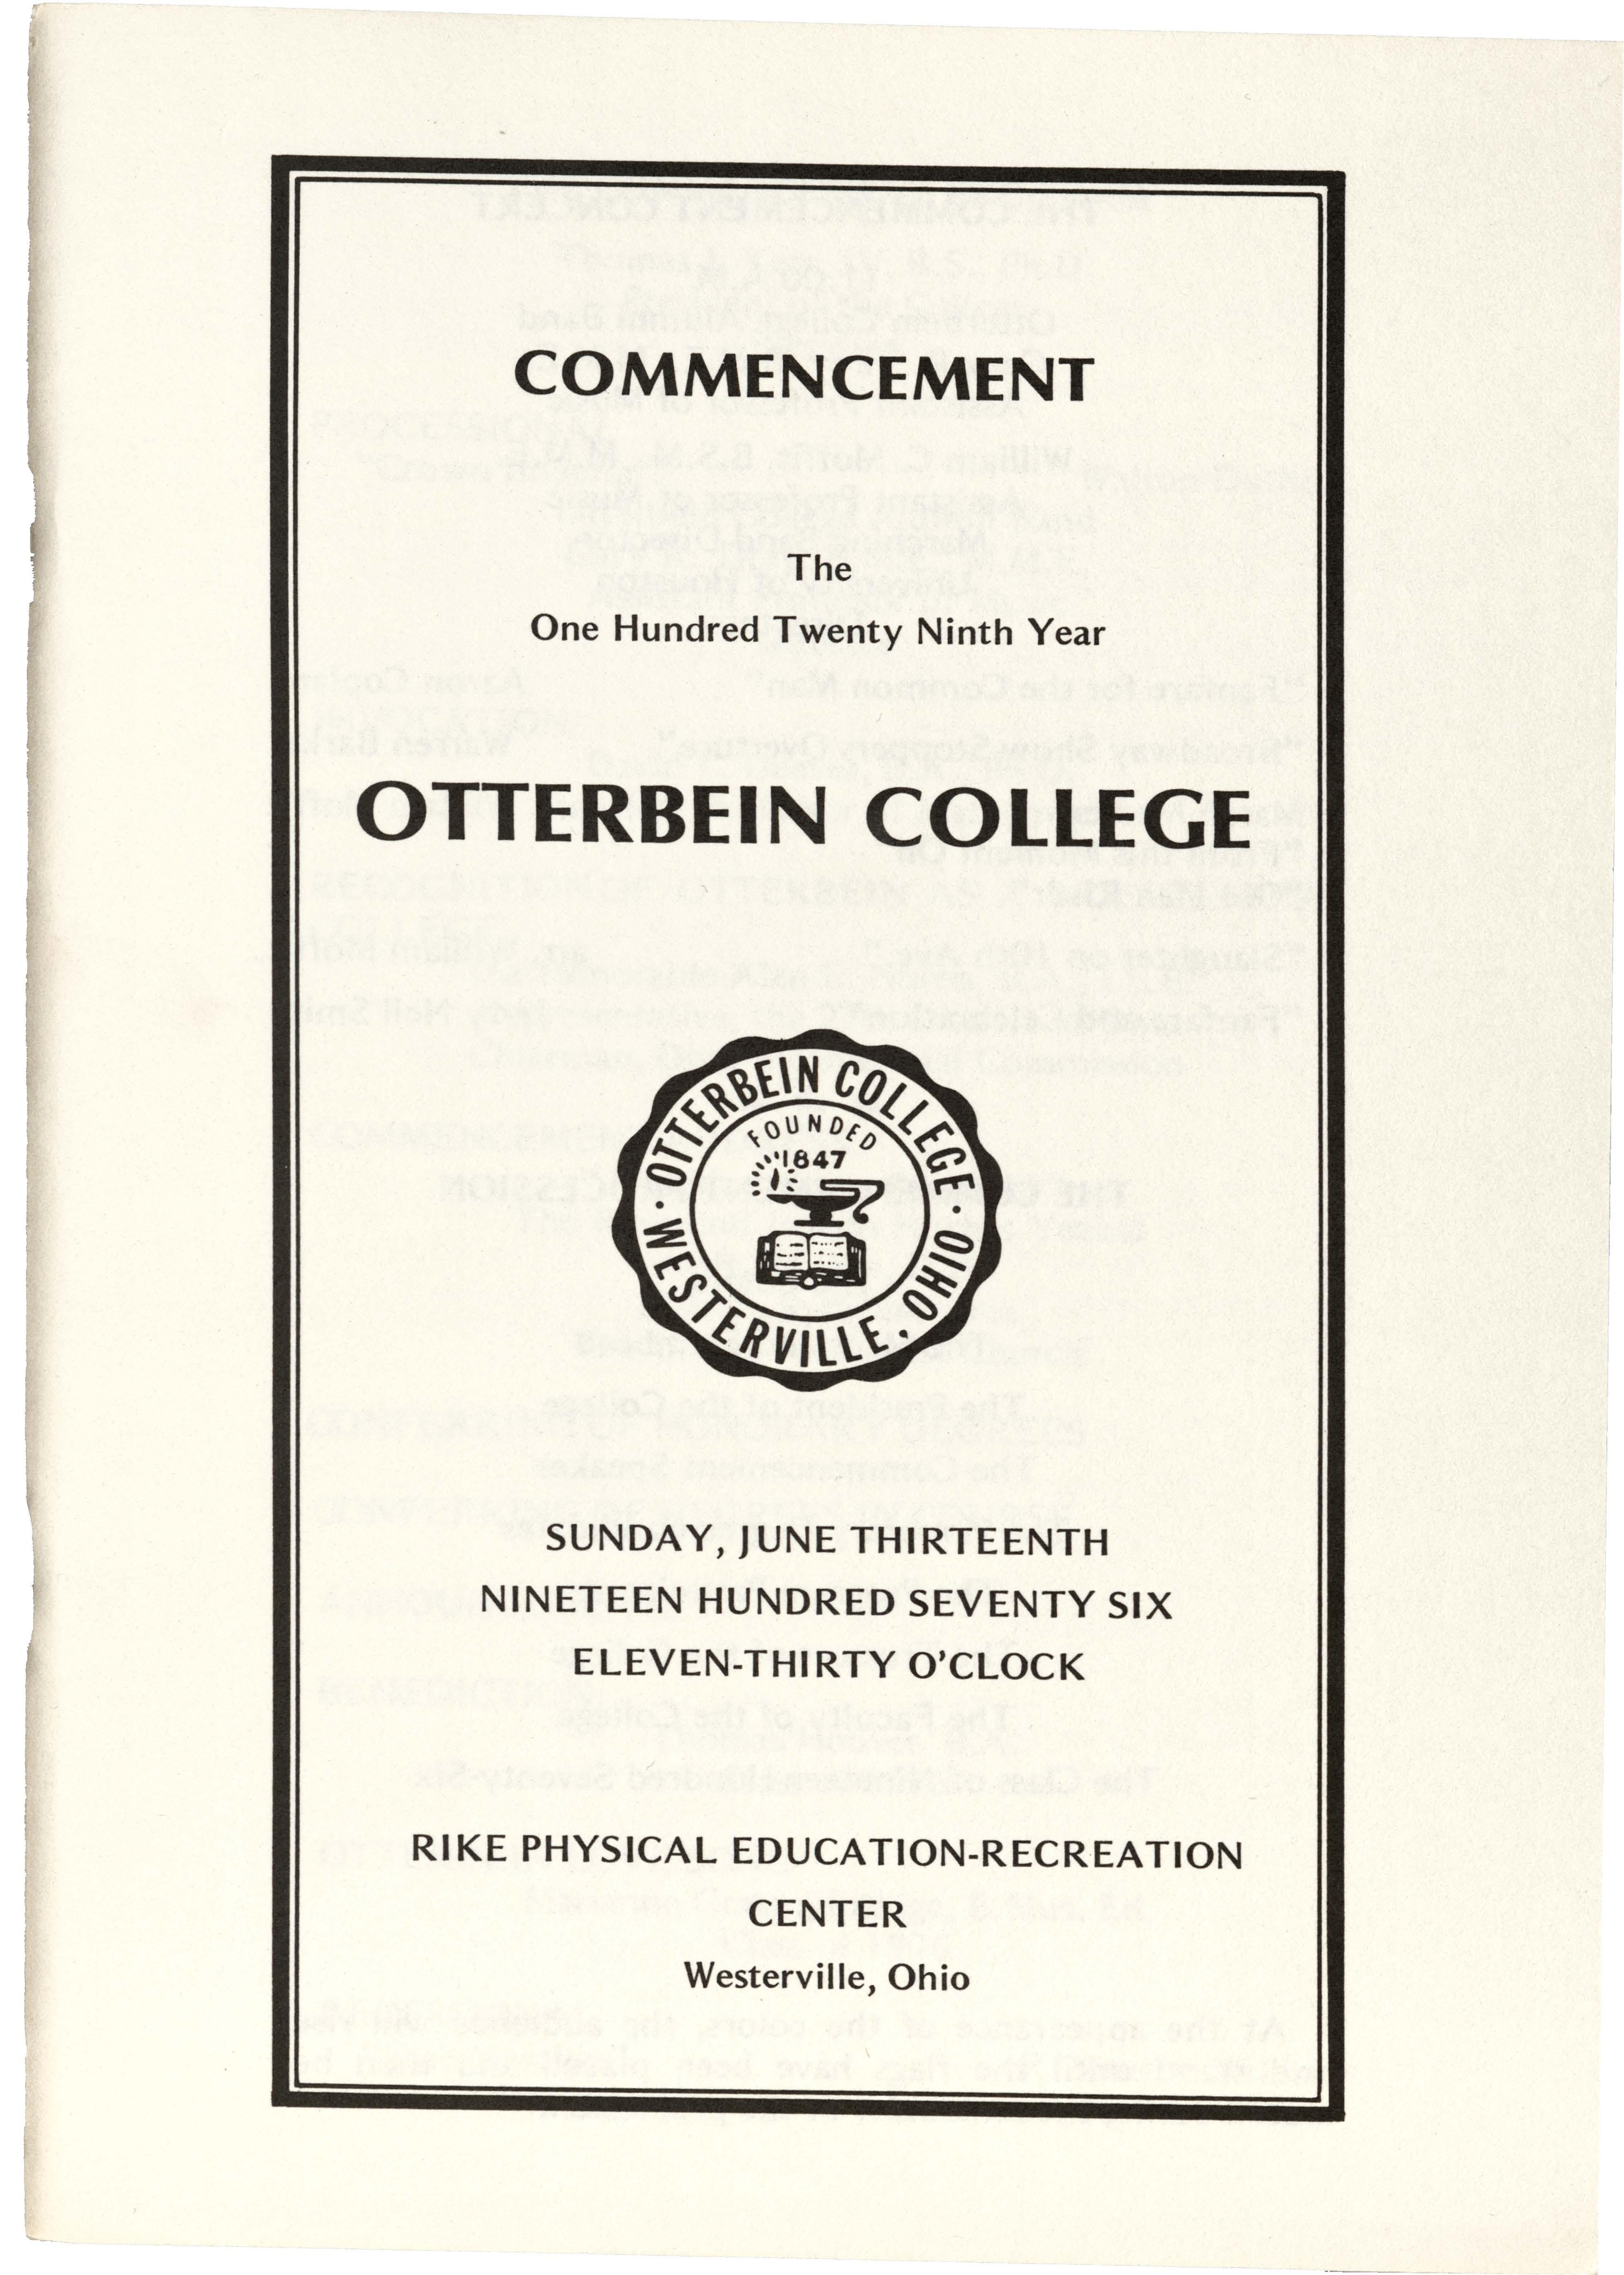 COMMENCEMENT
The
One Hundred Twenty Ninth Year
OTTERBEIN COLLEGE
OTTERBEIN COLLEGE
FOUNDED
1847
WESTERVILLE, OHIO
SUNDAY, JUNE THIRTEENTH
NINETEEN HUNDRED SEVENTY SIX
ELEVEN-THIRTY O'CLOCK
RIKE PHYSICAL EDUCATION-RECREATION
CENTER
Westerville, Ohio